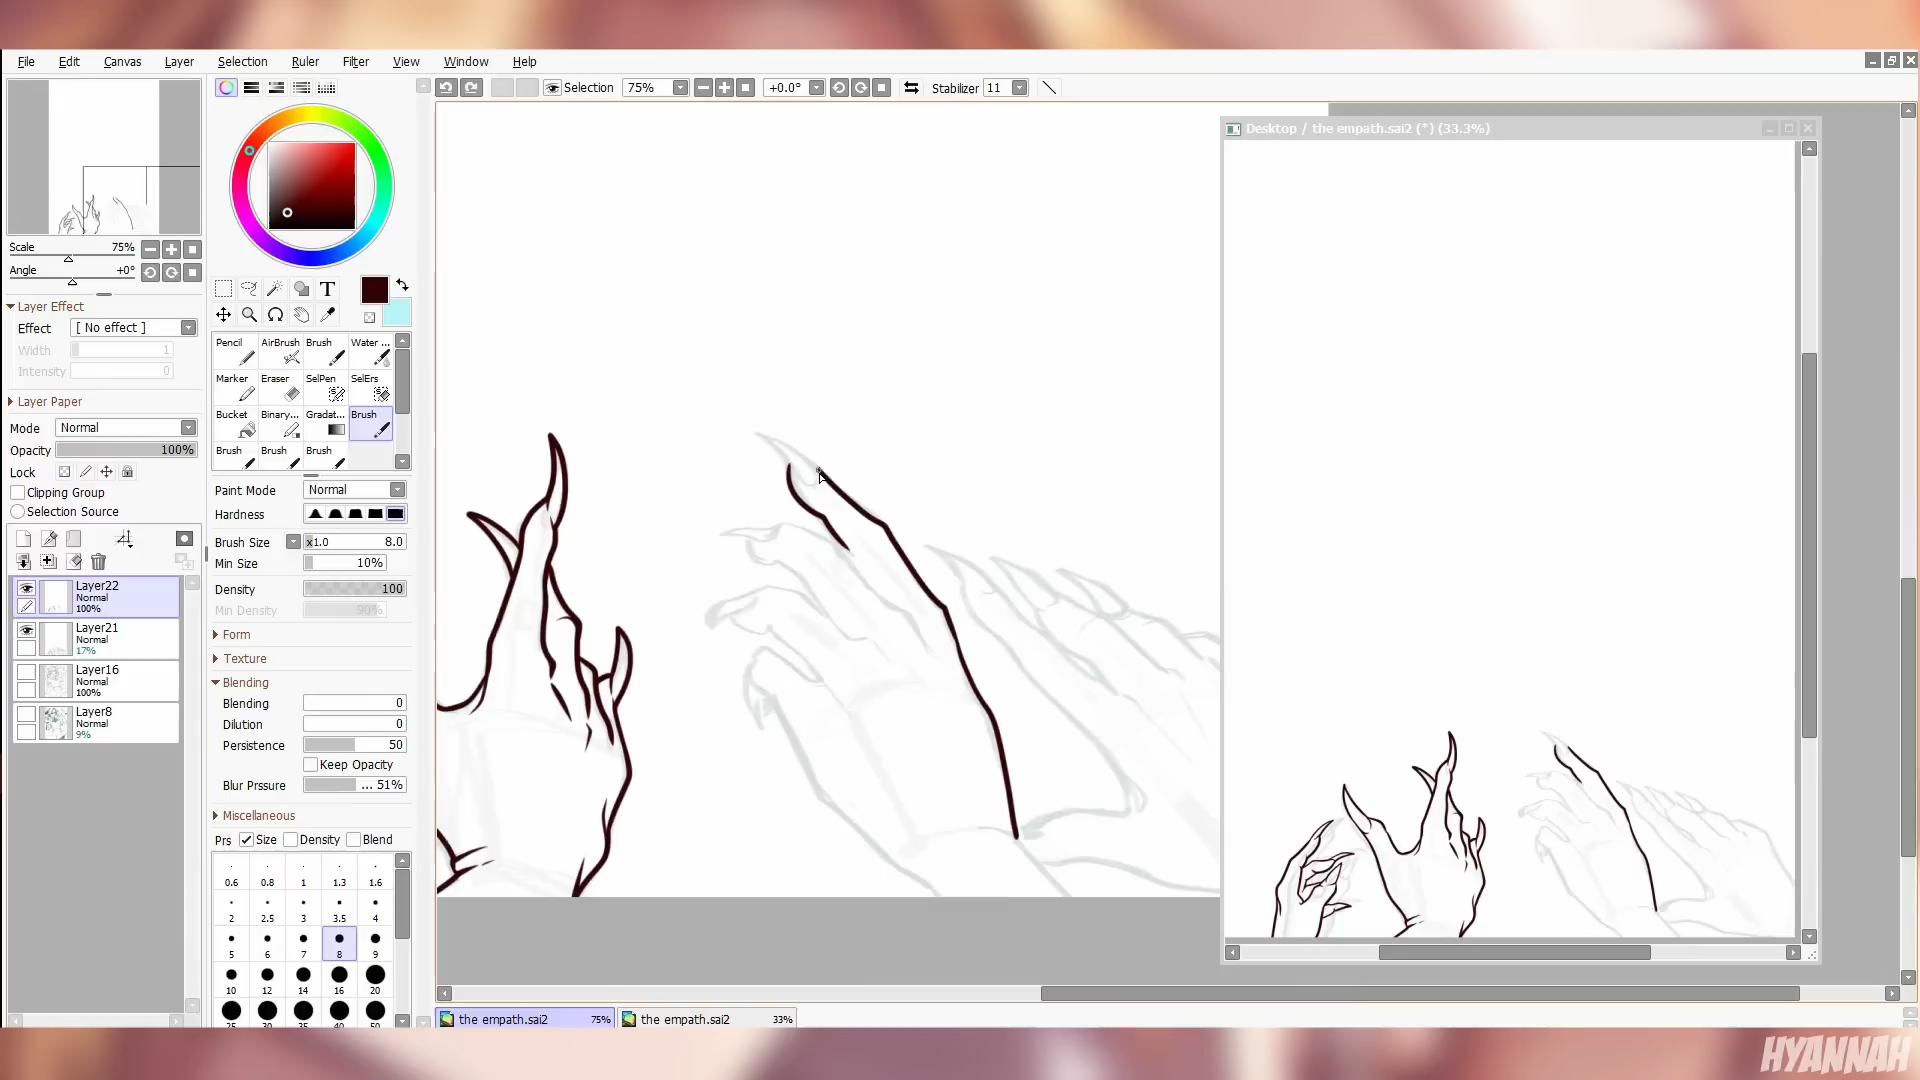 File Edit Canvas Layer Selection Ruler Filter View Window Help
Selection 75% +0.0° Stabilizer 11
Desktop / the empath.sai2 (*) (33.3%)
Scale 75%
Angle +0°
Layer Effect
Effect [ No effect ]
Width 1
Intensity 0
Layer Paper
Mode Normal
Opacity 100%
Lock
Clipping Group
Selection Source
Layer22
Normal
100%
Layer21
Normal
17%
Layer16
Normal
100%
Layer8
Normal
9%
T
Pencil AirBrush Brush Water ...
Marker Eraser SelPen SelErs
Bucket Binary... Gradat... Brush
Brush Brush Brush
Paint Mode Normal
Hardness
Brush Size x1.0 8.0
Min Size 10%
Density 100
Min Density 90%
Form
Texture
Blending
Blending 0
Dilution 0
Persistence 50
Keep Opacity
Blur Prssure ... 51%
Miscellaneous
Prs Size Density Blend
0.6 0.8 1 1.3 1.6
2 2.5 3 3.5 4
5 6 7 8 9
10 12 14 16 20
25 30 35 40 50
the empath.sai2 75% the empath.sai2 33%
HYANNAH